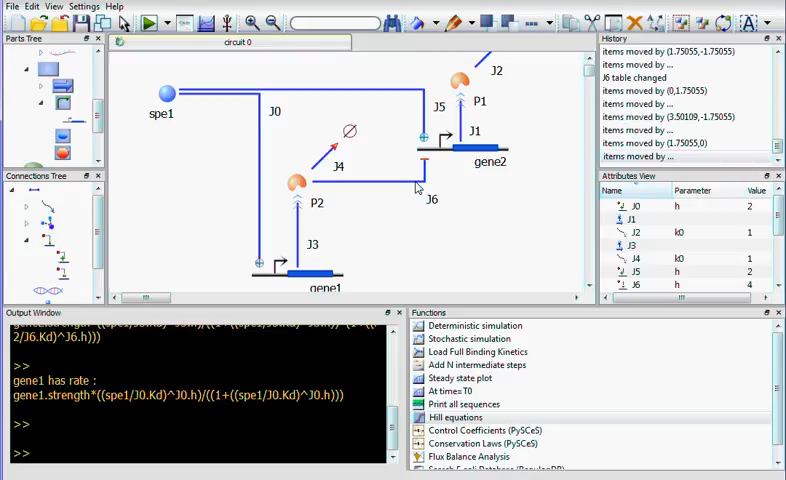 File Edit View Settings Help
Parts Tree
Connections Tree
circuit 0
J2
P1
J5
J1
gene2
spe1
J0
J4
P2
J6
J3
gene1
History
items moved by (1.75055,-1.75055)
items moved by ...
J6 table changed
items moved by (0,1.75055)
items moved by ...
items moved by (3.50109,-1.75055)
items moved by ...
items moved by (1.75055,0)
items moved by ...
Attributes View
Name Parameter Value
J0 h 2
J1
J2 k0 1
J3
J4 k0 1
J5 h 2
J6 h 4
Output Window
2/J6.Kd)^J6.h)))
>>
gene1 has rate :
gene1.strength*((spe1/J0.Kd)^J0.h)/((1+((spe1/J0.Kd)^J0.h)))
>>
>>
Functions
Deterministic simulation
Stochastic simulation
Load Full Binding Kinetics
Add N intermediate steps
Steady state plot
At time=T0
Print all sequences
Hill equations
Control Coefficients (PySCeS)
Conservation Laws (PySCeS)
Flux Balance Analysis